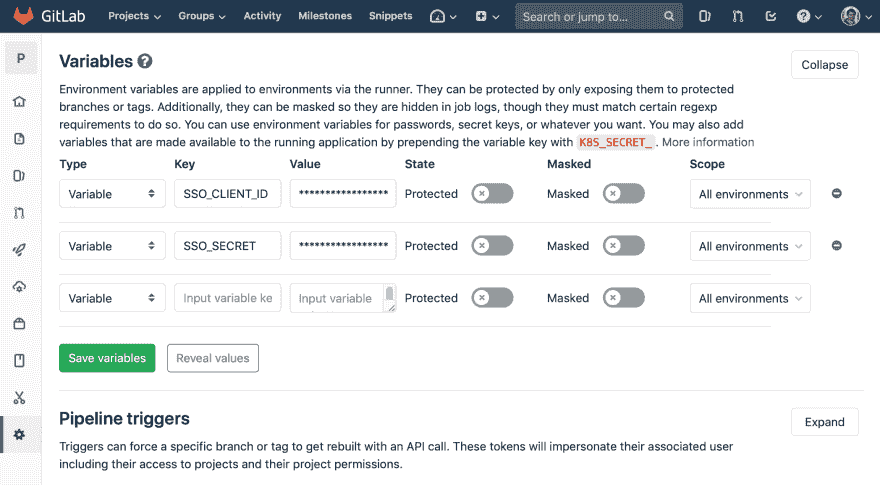 GitLab Projects Groups Activity Milestones Snippets Search or jump to...
P
Variables
Collapse
Environment variables are applied to environments via the runner. They can be protected by only exposing them to protected
branches or tags. Additionally, they can be masked so they are hidden in job logs, though they must match certain regexp
requirements to do so. You can use environment variables for passwords, secret keys, or whatever you want. You may also add
variables that are made available to the running application by prepending the variable key with K8S_SECRET_. More information
Type Key Value State Masked Scope
Variable SSO_CLIENT_ID ***************** Protected Masked All environments
Variable SSO_SECRET ***************** Protected Masked All environments
Variable Input variable ke Input variable Protected Masked All environments
Save variables Reveal values
Pipeline triggers
Expand
Triggers can force a specific branch or tag to get rebuilt with an API call. These tokens will impersonate their associated user
including their access to projects and their project permissions.